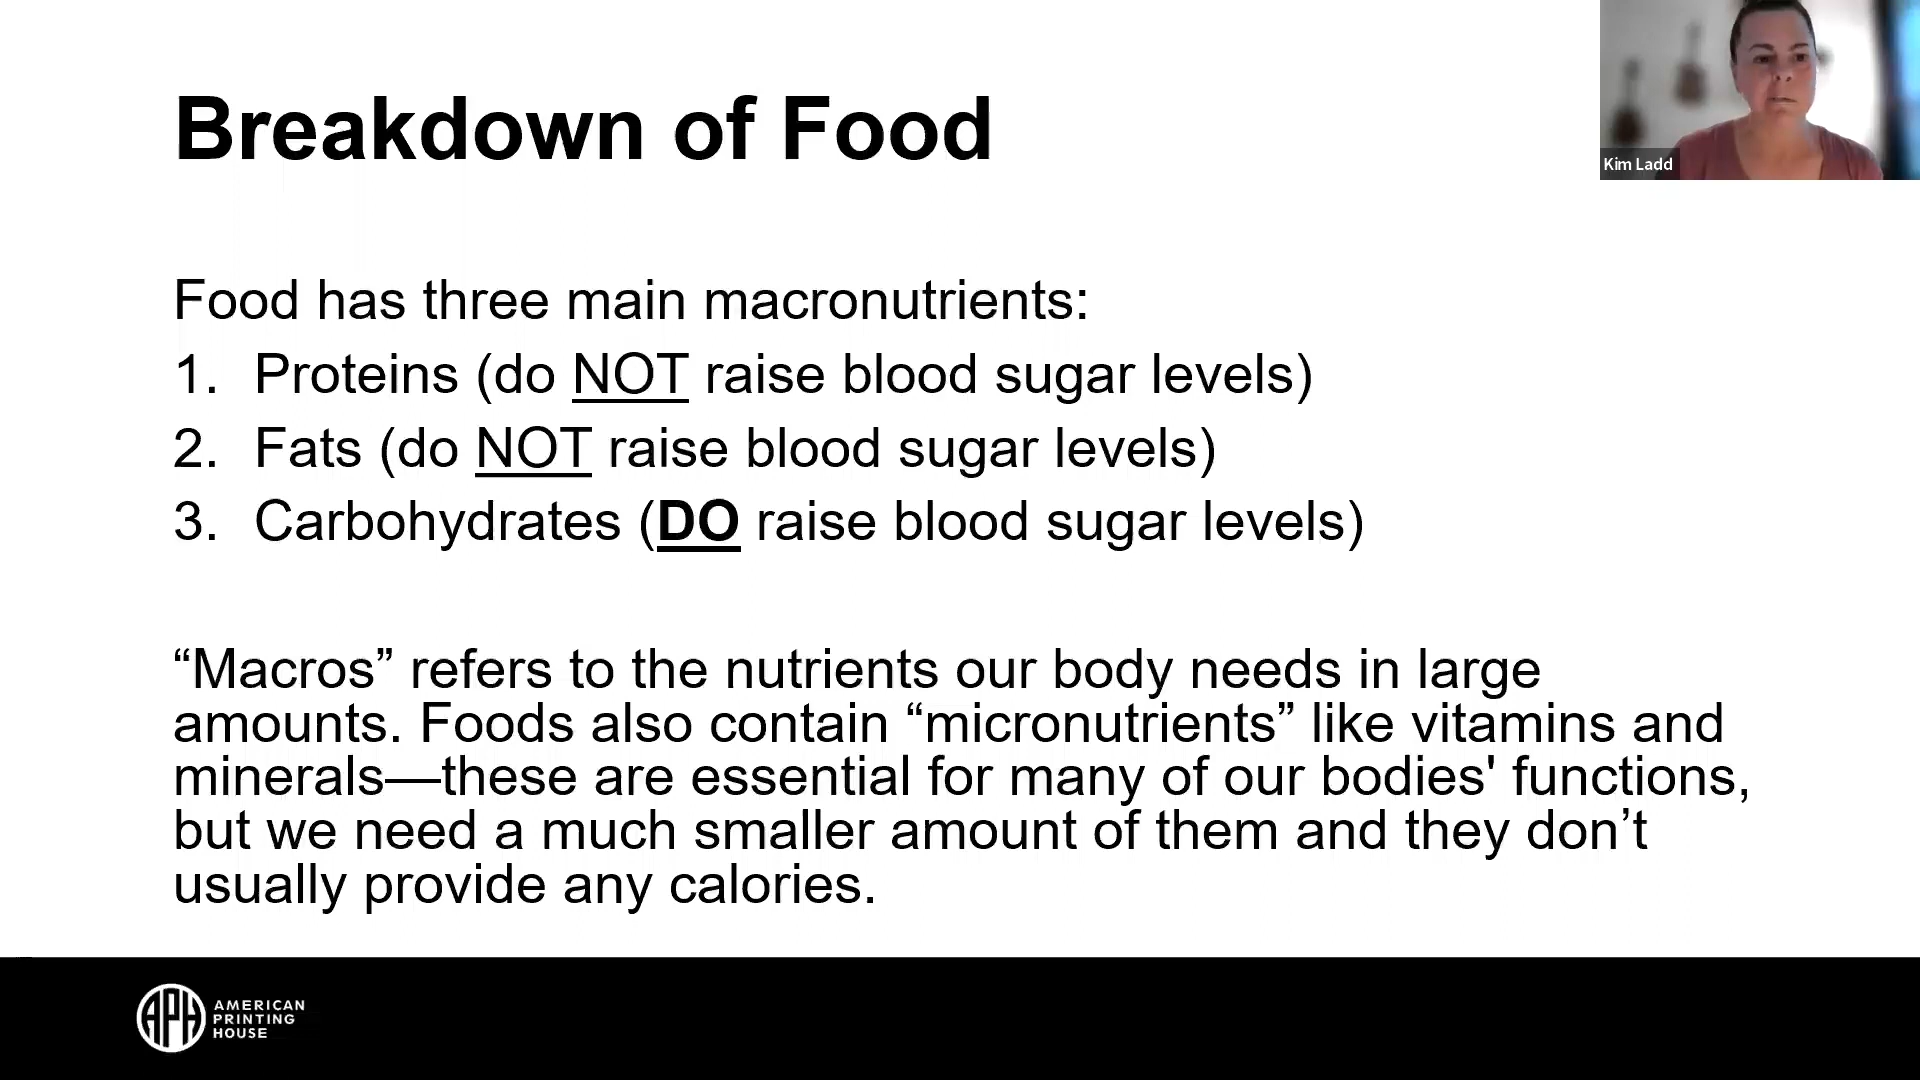 Breakdown of Food
Kim Ladd
Food has three main macronutrients:
1. Proteins (do NOT raise blood sugar levels)
2. Fats (do NOT raise blood sugar levels)
3. Carbohydrates (DO raise blood sugar levels)
“Macros” refers to the nutrients our body needs in large
amounts. Foods also contain “micronutrients” like vitamins and
minerals—these are essential for many of our bodies' functions,
but we need a much smaller amount of them and they don’t
usually provide any calories.
APH
AMERICAN
PRINTING
HOUSE